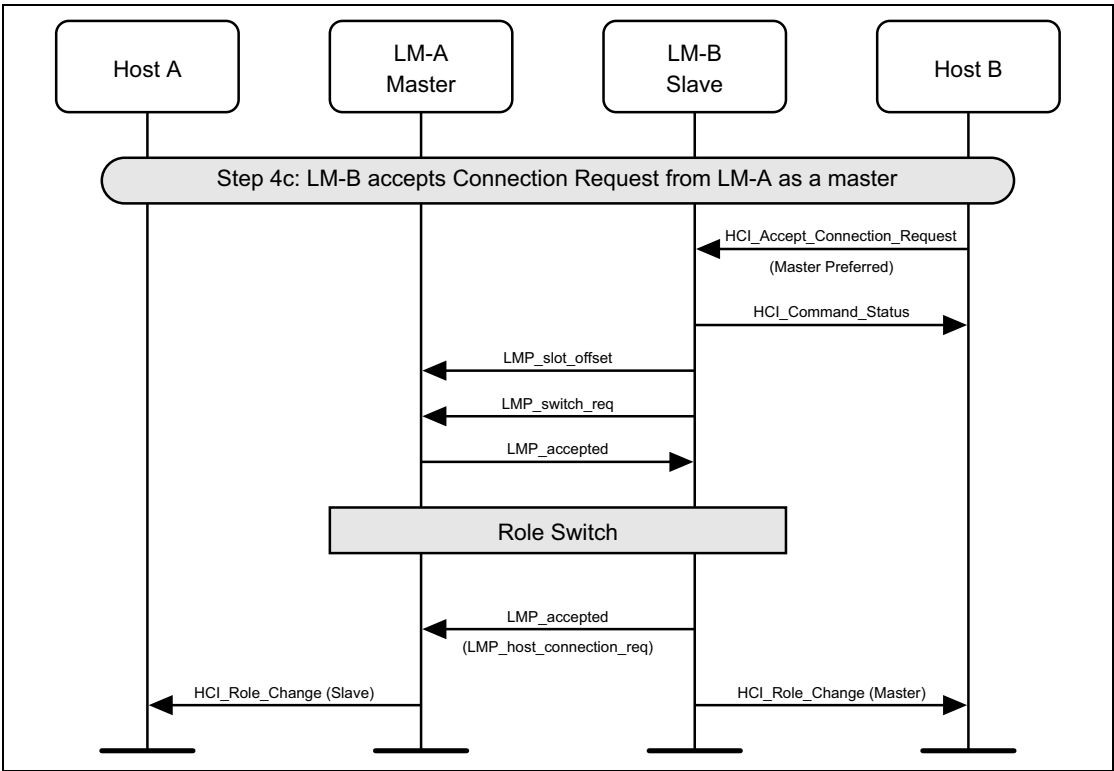 Host A
LM-A
Master
LM-B
Slave
Host B
Step 4c: LM-B accepts Connection Request from LM-A as a master
HCI_Accept_Connection_Request
(Master Preferred)
HCI_Command_Status
LMP_slot_offset
LMP_switch_req
LMP_accepted
Role Switch
LMP_accepted
(LMP_host_connection_req)
HCI_Role_Change (Slave)
HCI_Role_Change (Master)